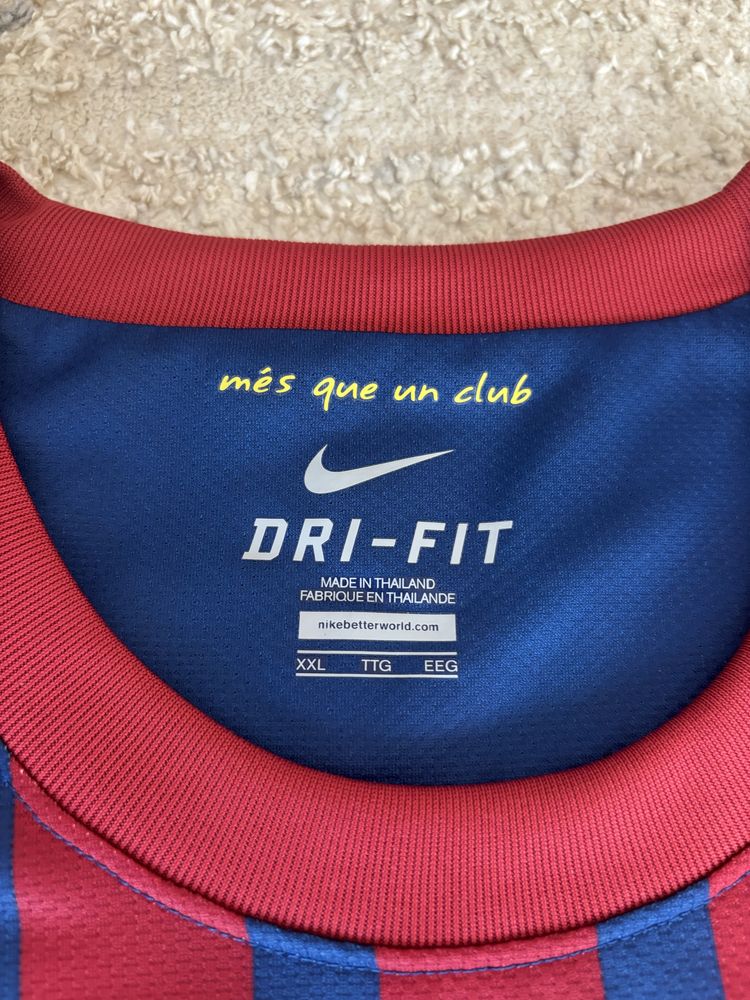 més que un club
DRI-FIT
MADE IN THAILAND
FABRIQUE EN THAILANDE
nikebetterworld.com
XXL TTG EEG